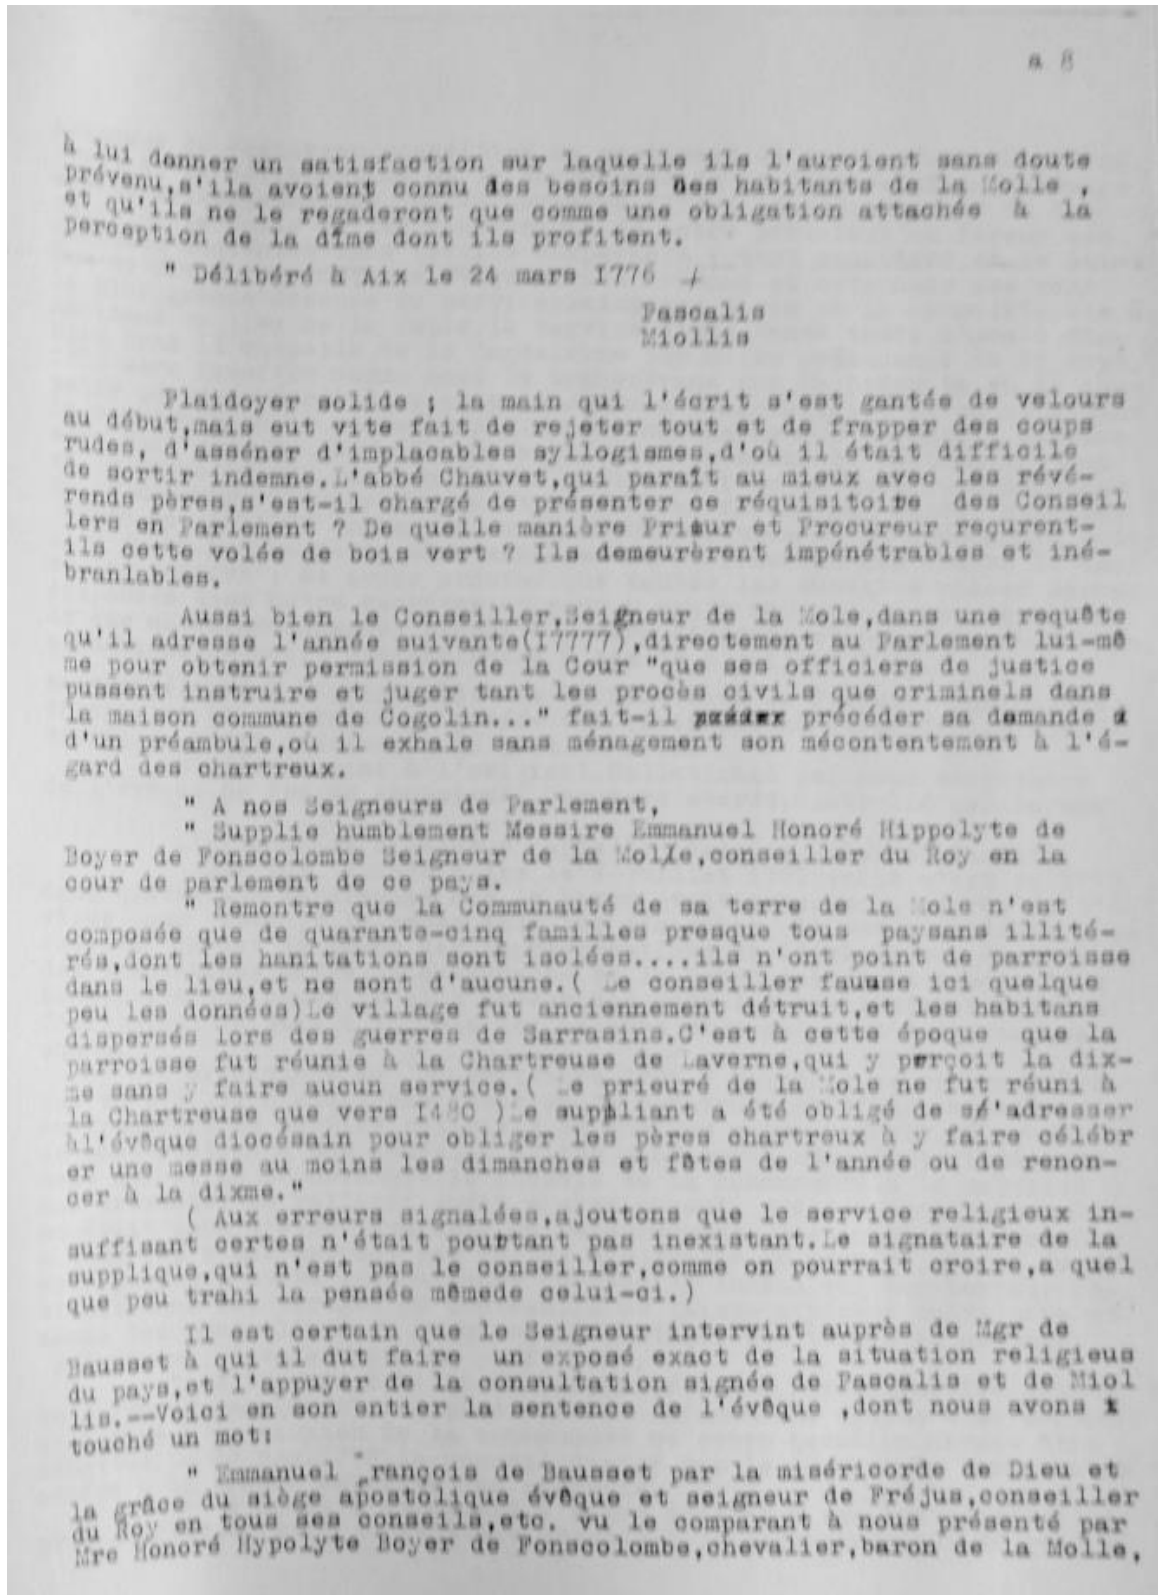 a 8
à lui donner un satisfaction sur laquelle ils l'auroient sans doute
prévenu,s'ila avoient connu des besoins des habitants de la Molle ,
et qu'ils ne le regaderont que comme une obligation attachée à la
perception de la dîme dont ils profitent.
" Délibéré à Aix le 24 mars I776
Pascalis
Miollis
Plaidoyer solide ; la main qui l'écrit s'est gantée de velours
au début,mais eut vite fait de rejeter tout et de frapper des coups
rudes, d'asséner d'implacables syllogismes,d'où il était difficile
de sortir indemne.L'abbé Chauvet,qui paraît au mieux avec les révé-
rends pères,s'est-il chargé de présenter ce réquisitoire des Conseil
lers en Parlement ? De quelle manière Prieur et Procureur reçurent-
ils cette volée de bois vert ? Ils demeurèrent impénétrables et iné-
branlables.
Aussi bien le Conseiller,Seigneur de la Mole,dans une requête
qu'il adresse l'année suivante(I7777),directement au Parlement lui-mê
me pour obtenir permission de la Cour "que ses officiers de justice
pussent instruire et juger tant les procès civils que criminels dans
la maison commune de Cogolin..." fait-il précéder sa demande
d'un préambule,où il exhale sans ménagement son mécontentement à l'é-
gard des chartreux.
" A nos Seigneurs de Parlement,
" Supplie humblement Messire Emmanuel Honoré Hippolyte de
Boyer de Fonscolombe Seigneur de la Molle,conseiller du Roy en la
cour de parlement de ce pays.
" Remontre que la Communauté de sa terre de la Mole n'est
composée que de quarante-cinq familles presque tous paysans illité-
rés,dont les hanitations sont isolées....ils n'ont point de parroisse
dans le lieu,et ne sont d'aucune.( Le conseiller fausse ici quelque
peu les données)Le village fut anciennement détruit,et les habitans
dispersés lors des guerres de Sarrasins.C'est à cette époque que la
parroisse fut réunie à la Chartreuse de Laverne,qui y perçoit la dix-
me sans y faire aucun service.( Le prieuré de la Mole ne fut réuni à
la Chartreuse que vers I480 )Le suppliant a été obligé de s'adresser
àl'évêque diocésain pour obliger les pères chartreux à y faire célébr
er une messe au moins les dimanches et fêtes de l'année ou de renon-
cer à la dixme."
( Aux erreurs signalées,ajoutons que le service religieux in-
suffisant certes n'était pourtant pas inexistant.Le signataire de la
supplique,qui n'est pas le conseiller,comme on pourrait croire,a quel
que peu trahi la pensée mêmede celui-ci.)
Il est certain que le Seigneur intervint auprès de Mgr de
Bausset à qui il dut faire un exposé exact de la situation religieus
du pays,et l'appuyer de la consultation signée de Pascalis et de Miol
lis.--Voici en son entier la sentence de l'évêque ,dont nous avons
touché un mot:
" Emmanuel François de Bausset par la miséricorde de Dieu et
la grâce du siège apostolique évêque et seigneur de Fréjus,conseiller
du Roy en tous ses conseils,etc. vu le comparant à nous présenté par
Mre Honoré Hypolyte Boyer de Fonscolombe,chevalier,baron de la Molle,